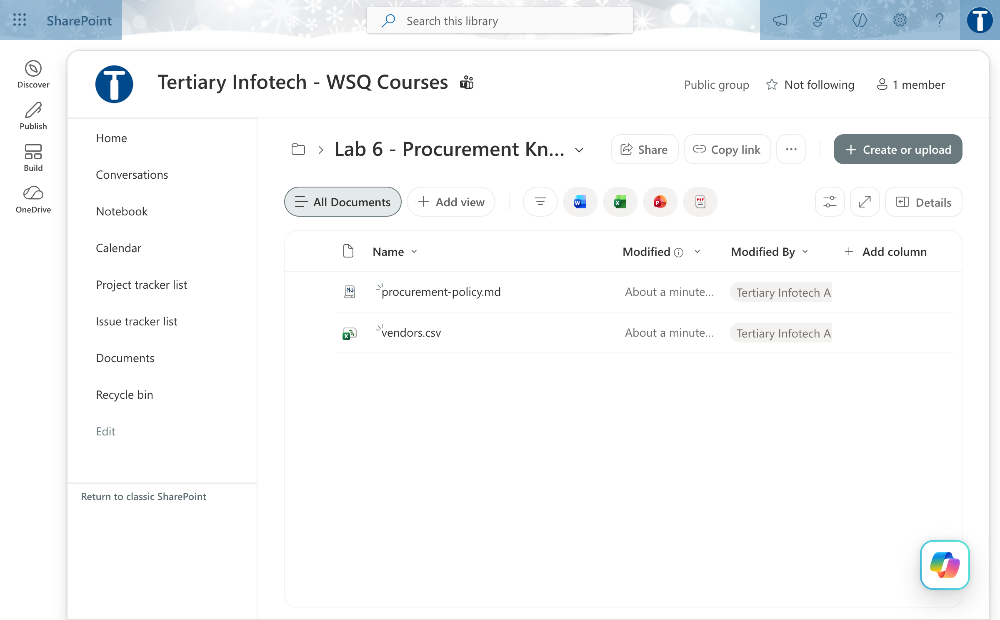 SharePoint
Search this library
Discover
Publish
Build
OneDrive
Tertiary Infotech - WSQ Courses
Public group
Not following
1 member
Home
Conversations
Notebook
Calendar
Project tracker list
Issue tracker list
Documents
Recycle bin
Edit
Return to classic SharePoint
Lab 6 - Procurement Kn...
Share
Copy link
Create or upload
All Documents
Add view
Details
Name
Modified
Modified By
Add column
procurement-policy.md
About a minute...
Tertiary Infotech A
vendors.csv
About a minute...
Tertiary Infotech A